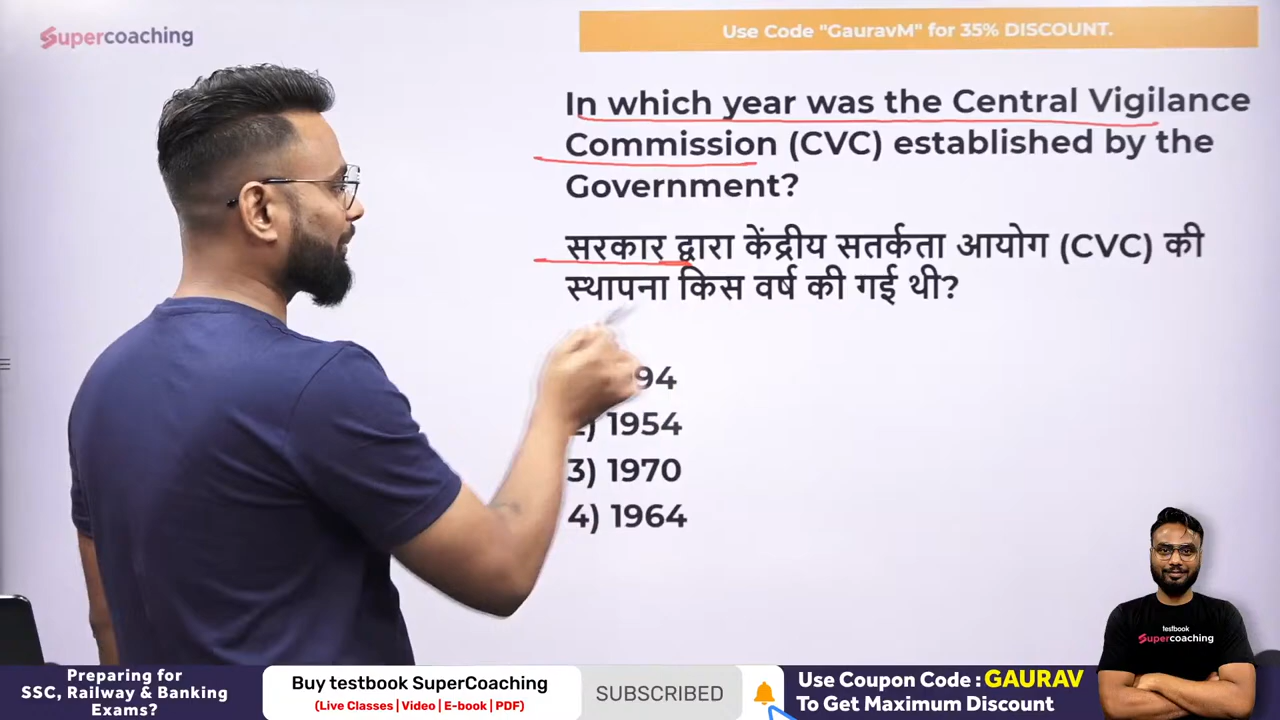 Supercoaching
Use Code "GauravM" for 35% DISCOUNT.
In which year was the Central Vigilance
Commission (CVC) established by the
Government?
सरकार द्वारा केंद्रीय सतर्कता आयोग (CVC) की
स्थापना किस वर्ष की गई थी?
94
2) 1954
3) 1970
4) 1964
testbook
Supercoaching
Preparing for
SSC, Railway & Banking
Exams?
Buy testbook SuperCoaching
(Live Classes | Video | E-book | PDF)
SUBSCRIBED
Use Coupon Code : GAURAV
To Get Maximum Discount